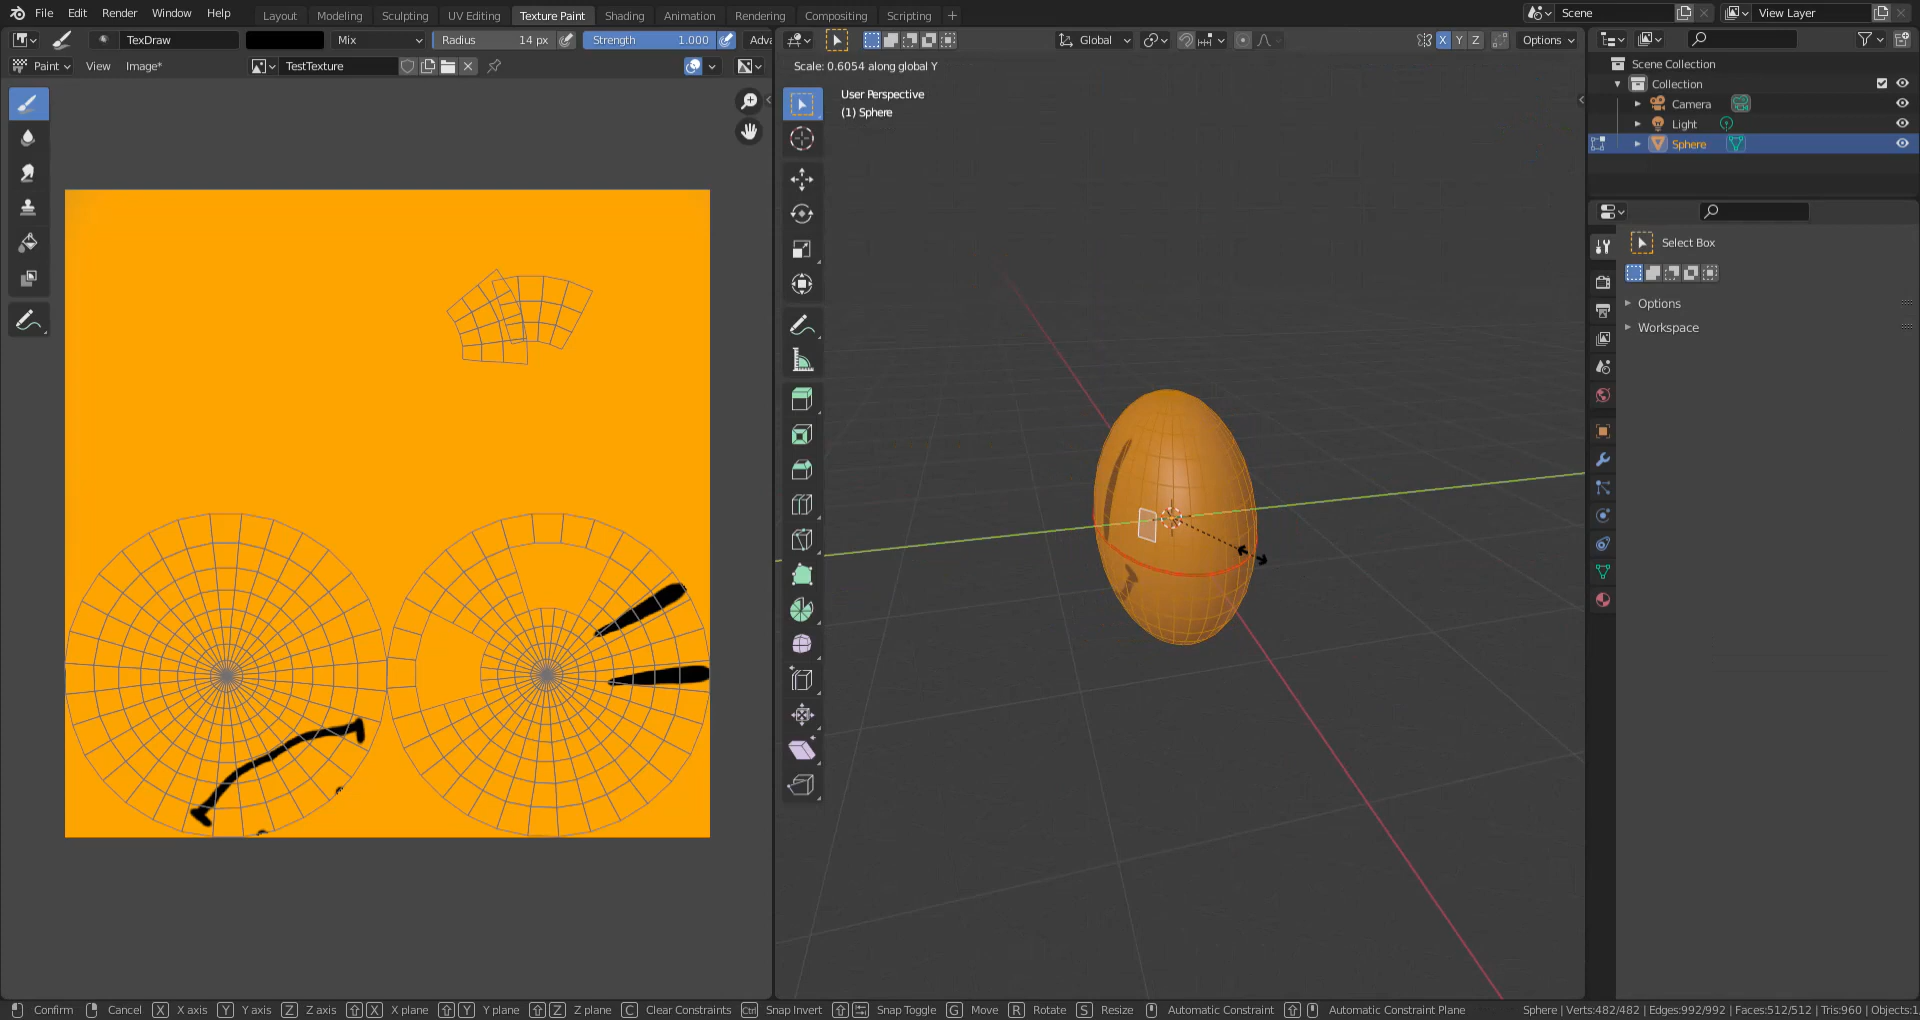 File Edit Render Window Help Layout Modeling Sculpting UV Editing Texture Paint Shading Animation Rendering Compositing Scripting + Scene View Layer
TexDraw Mix Radius 14 px Strength 1.000 Adva Global X Y Z Options
Paint View Image* TestTexture Scale: 0.6054 along global Y
User Perspective
(1) Sphere
Scene Collection
Collection
Camera
Light
Sphere
Select Box
Options
Workspace
Confirm Cancel X X axis Y Y axis Z Z axis X X plane Y Y plane Z Z plane C Clear Constraints Ctrl Snap Invert Snap Toggle G Move R Rotate S Resize Automatic Constraint Automatic Constraint Plane Sphere | Verts:482/482 | Edges:992/992 | Faces:512/512 | Tris:960 | Objects:1